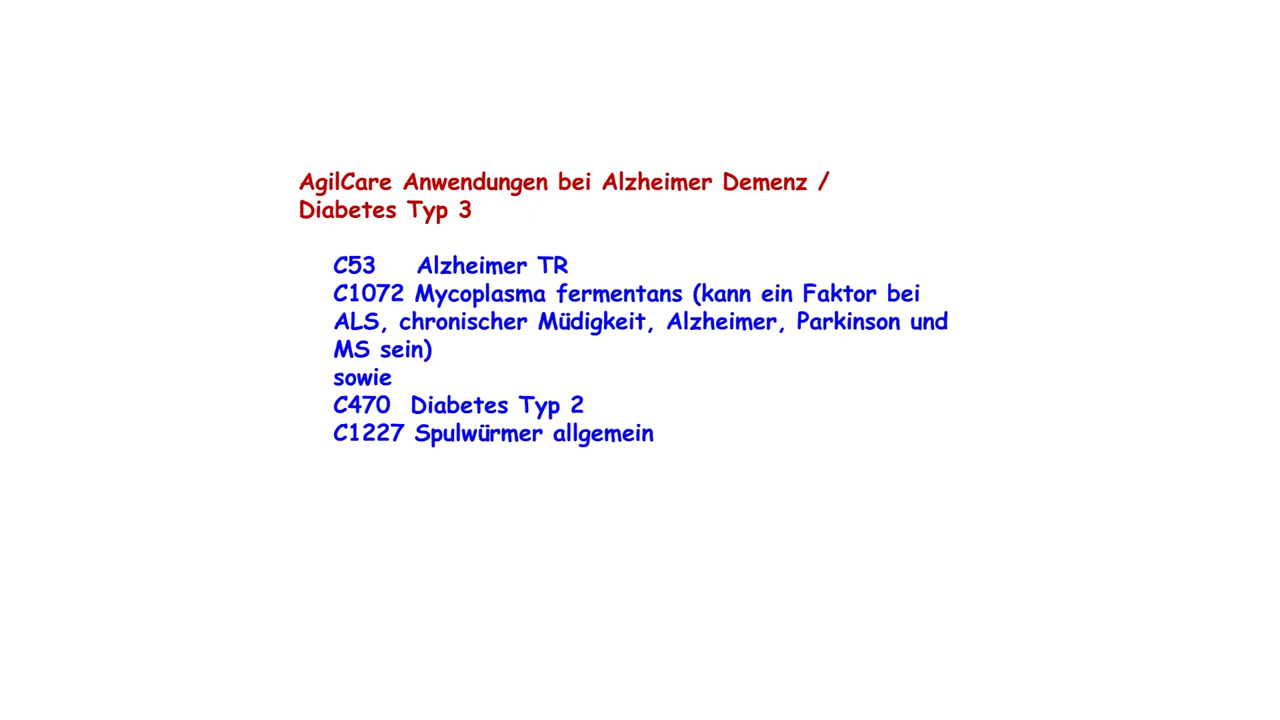 AgilCare Anwendungen bei Alzheimer Demenz /
Diabetes Typ 3
C53 Alzheimer TR
C1072 Mycoplasma fermentans (kann ein Faktor bei
ALS, chronischer Müdigkeit, Alzheimer, Parkinson und
MS sein)
sowie
C470 Diabetes Typ 2
C1227 Spulwürmer allgemein